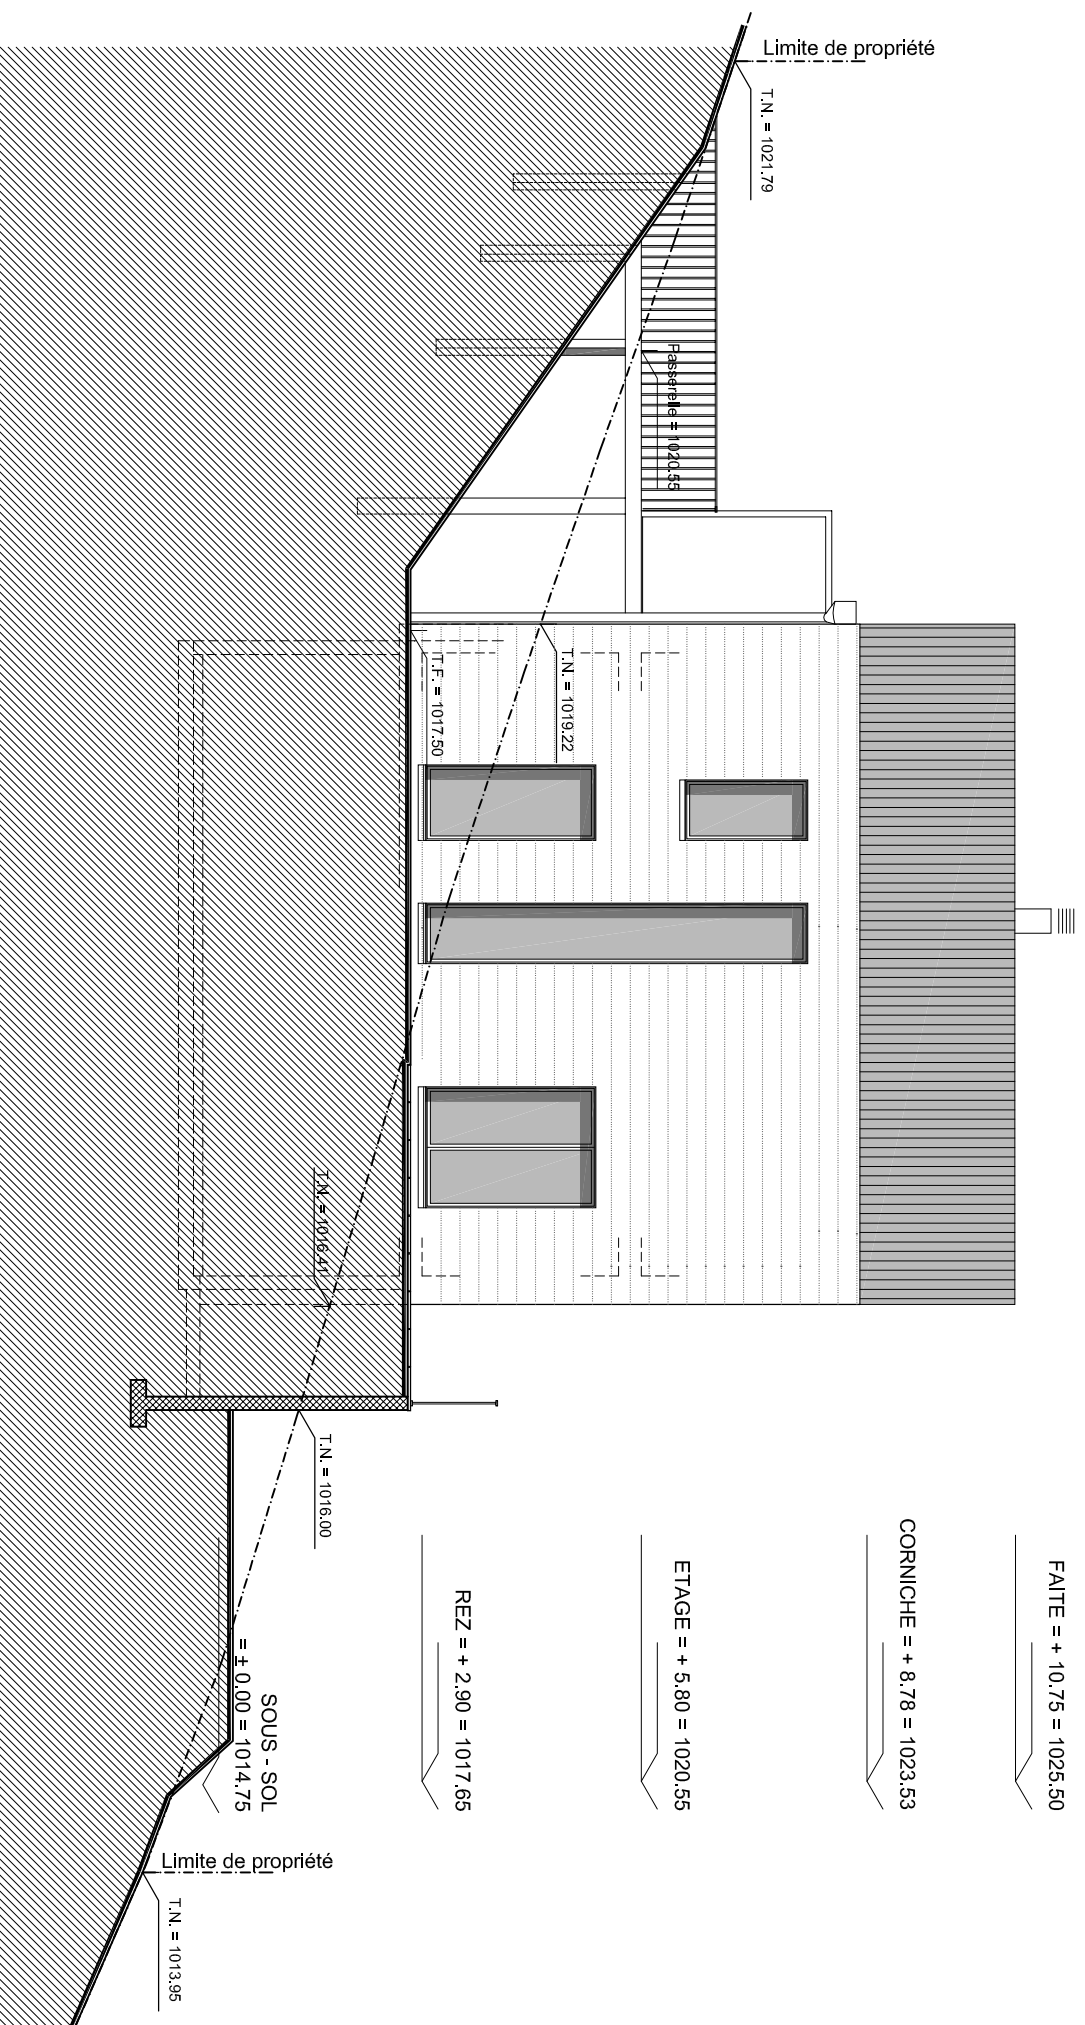 Limite de propriété
T.N. = 1021.79
Passerelle = 1020.55
T.N. = 1019.22
T.F. = 1017.50
T.N. = 1016.41
T.N. = 1016.00
FAITE = + 10.75 = 1025.50
CORNICHE = + 8.78 = 1023.53
ETAGE = + 5.80 = 1020.55
REZ = + 2.90 = 1017.65
SOUS - SOL
= ± 0.00 = 1014.75
Limite de propriété
T.N. = 1013.95